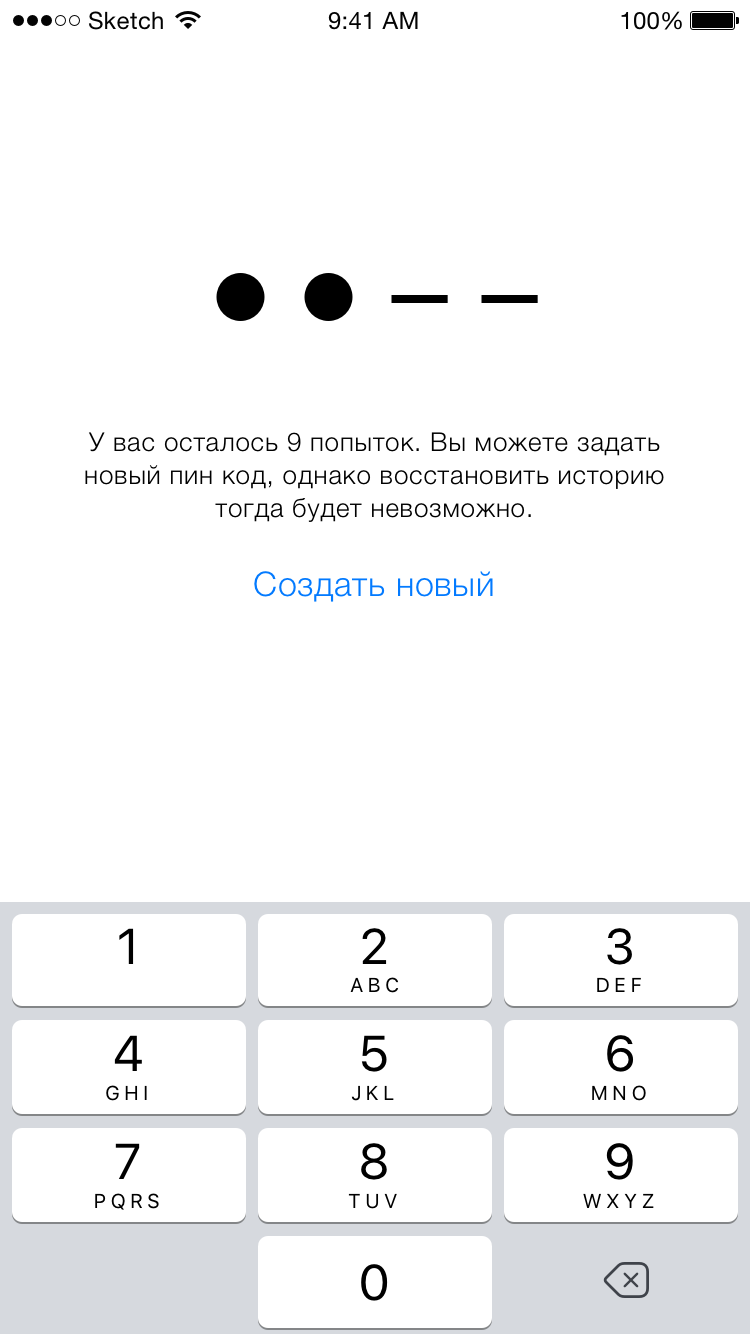 Sketch 9:41 AM 100%
У вас осталось 9 попыток. Вы можете задать
новый пин код, однако восстановить историю
тогда будет невозможно.
Создать новый
1 2 3
ABC DEF
4 5 6
GHI JKL MNO
7 8 9
PQRS TUV WXYZ
0